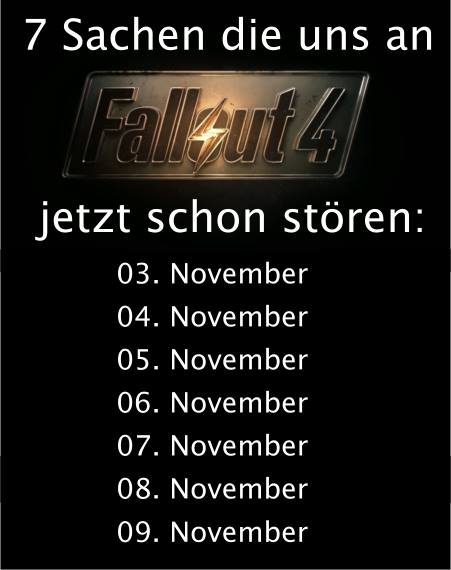 7 Sachen die uns an
Fallout 4
jetzt schon stören:
03. November
04. November
05. November
06. November
07. November
08. November
09. November